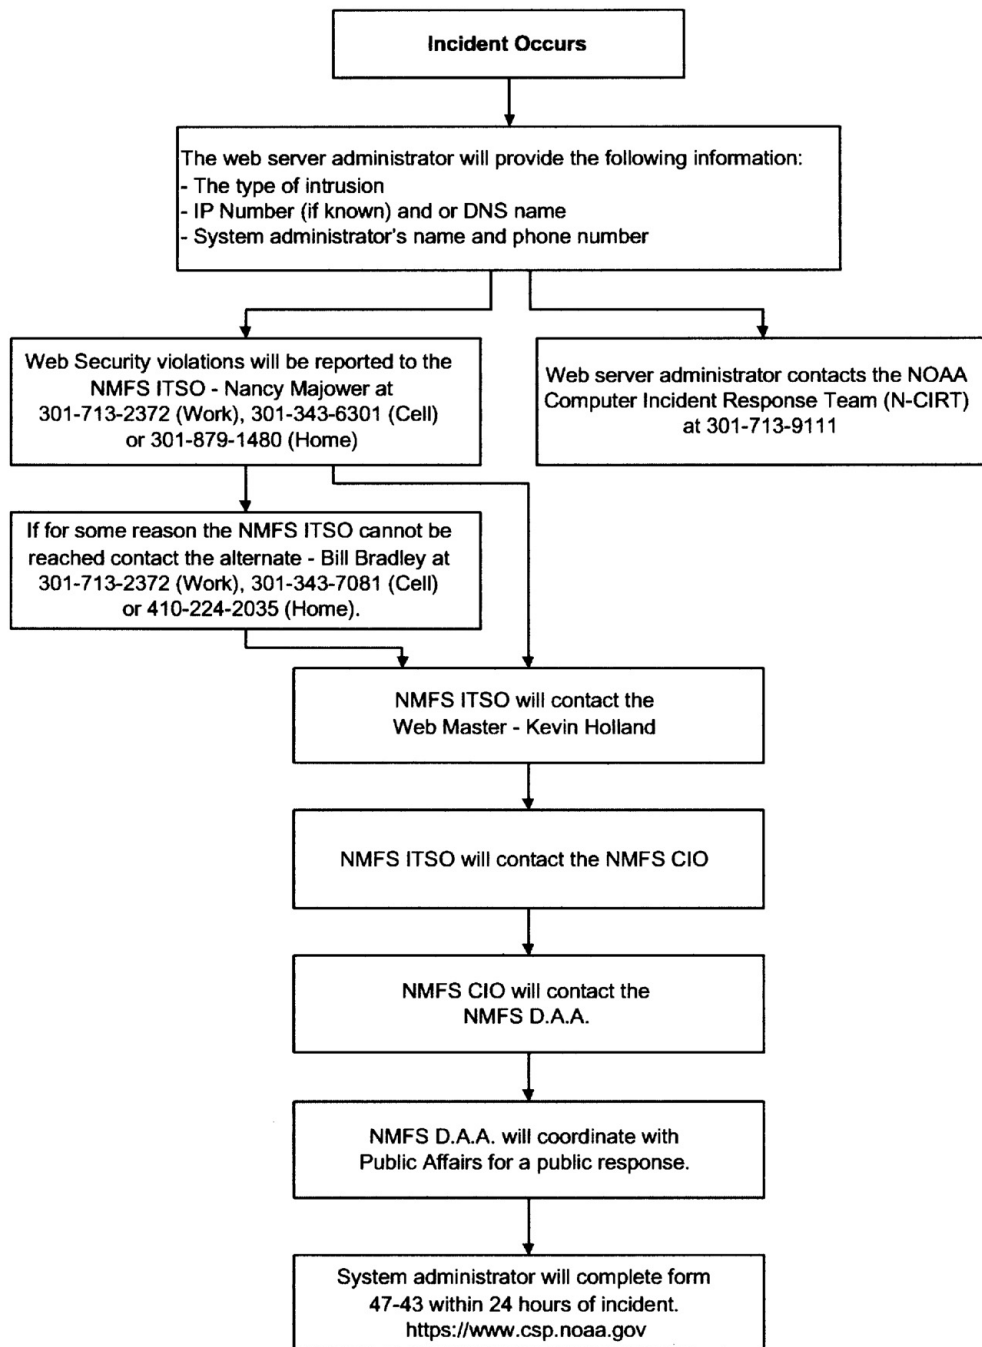 Incident Occurs
The web server administrator will provide the following information:
- The type of intrusion
- IP Number (if known) and or DNS name
- System administrator's name and phone number
Web Security violations will be reported to the
NMFS ITSO - Nancy Majower at
301-713-2372 (Work), 301-343-6301 (Cell)
or 301-879-1480 (Home)
Web server administrator contacts the NOAA
Computer Incident Response Team (N-CIRT)
at 301-713-9111
If for some reason the NMFS ITSO cannot be
reached contact the alternate - Bill Bradley at
301-713-2372 (Work), 301-343-7081 (Cell)
or 410-224-2035 (Home).
NMFS ITSO will contact the
Web Master - Kevin Holland
NMFS ITSO will contact the NMFS CIO
NMFS CIO will contact the
NMFS D.A.A.
NMFS D.A.A. will coordinate with
Public Affairs for a public response.
System administrator will complete form
47-43 within 24 hours of incident.
https://www.csp.noaa.gov